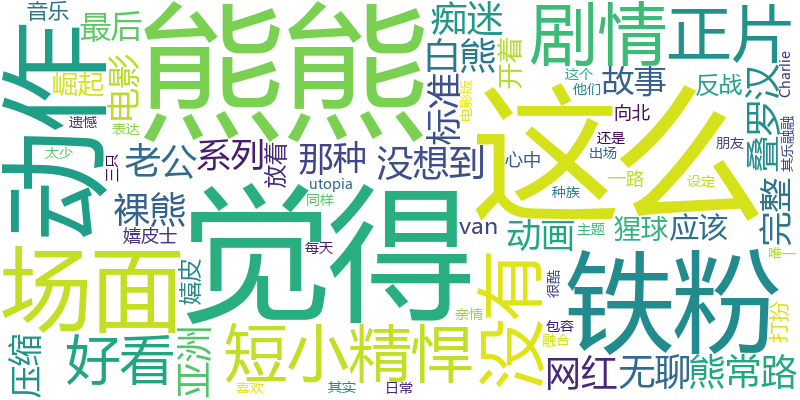 音乐
最后
痴迷
剧情
正片
熊熊
白熊
开着
崛起
电影
动作
标准
电影版
这个
他们
故事
反战
叠罗汉
Charlie
遗憾
表达
太少
三只
老公
系列
放着
那种
没想到
这么
向北
还是
出场
朋友
其乐融融
心中
一路
设定
种族
裸熊
utopia
同样
觉得
van
动画
主题
猩球
应该
完整
唯一
嬉皮士
每天
场面
嬉皮
没有
很酷
铁粉
亲情
包容
融合
打扮
压缩
好看
亚洲
短小精悍
网红
无聊
熊常路
喜欢
其实
日常